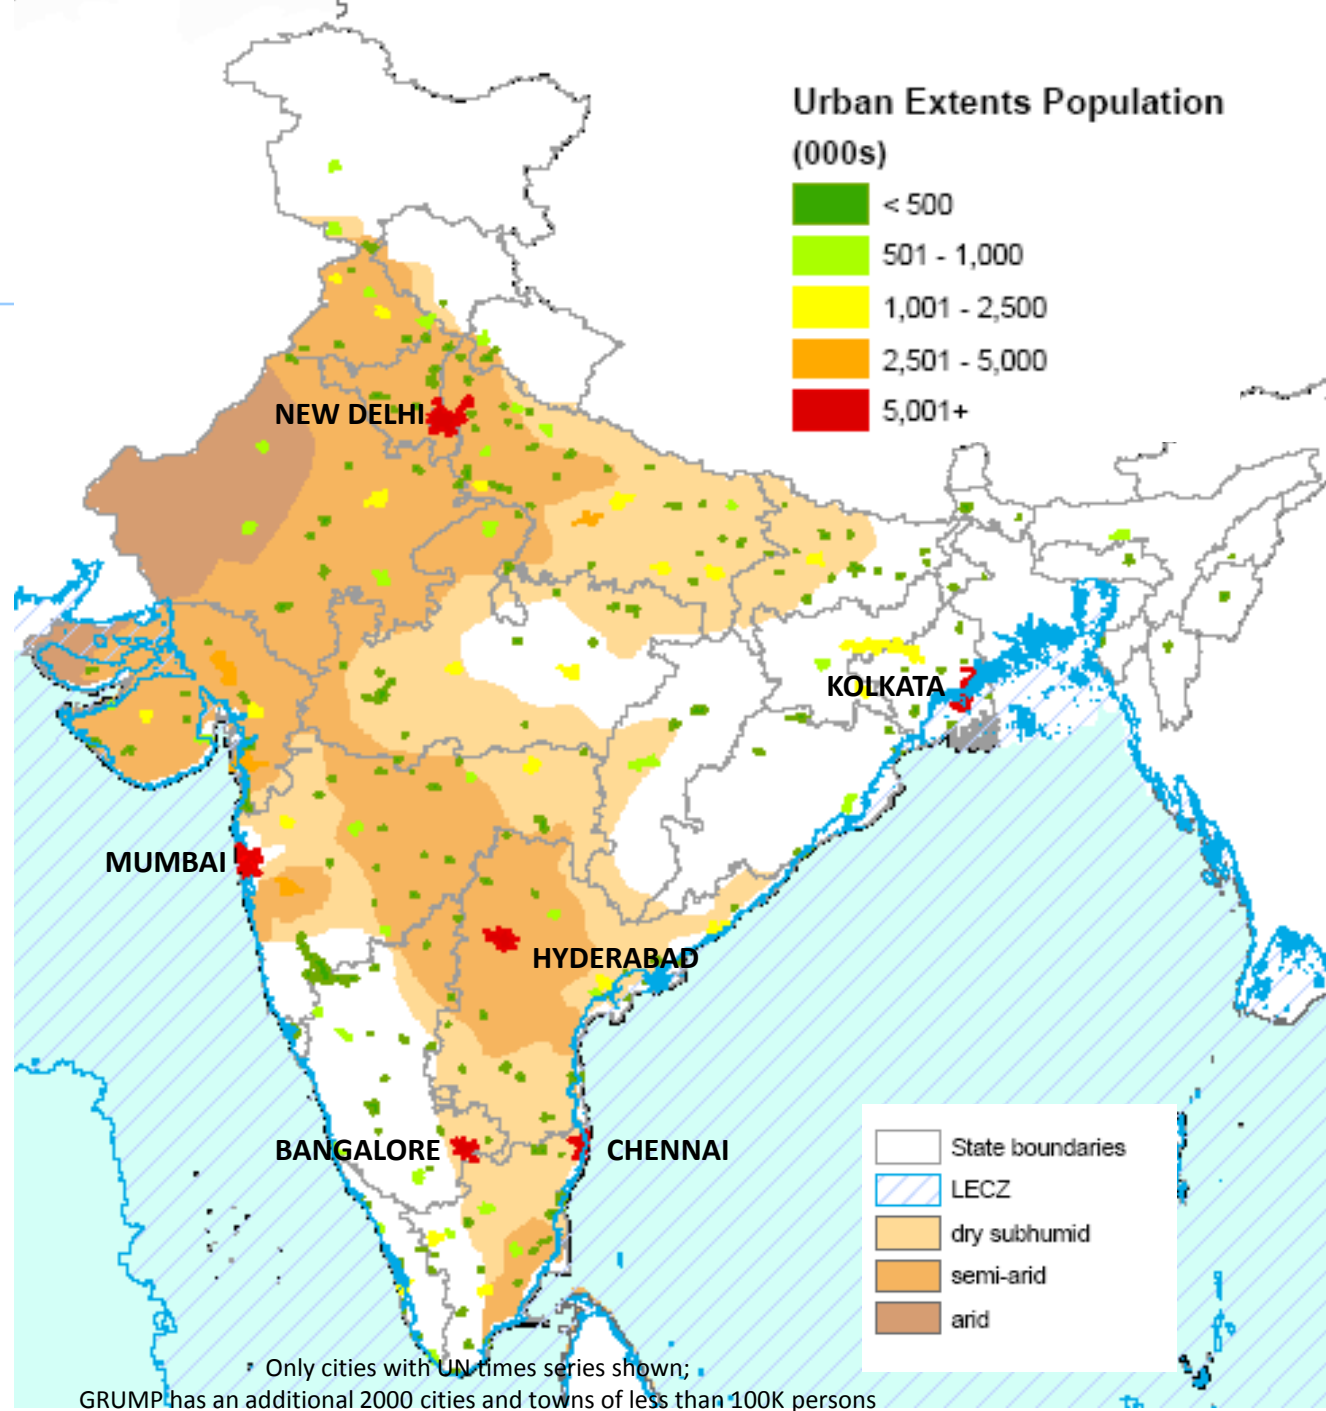 Urban Extents Population
(000s)
< 500
501 - 1,000
1,001 - 2,500
2,501 - 5,000
5,001+
NEW DELHI
KOLKATA
MUMBAI
HYDERABAD
BANGALORE
CHENNAI
State boundaries
LECZ
dry subhumid
semi-arid
arid
Only cities with UN times series shown;
GRUMP has an additional 2000 cities and towns of less than 100K persons